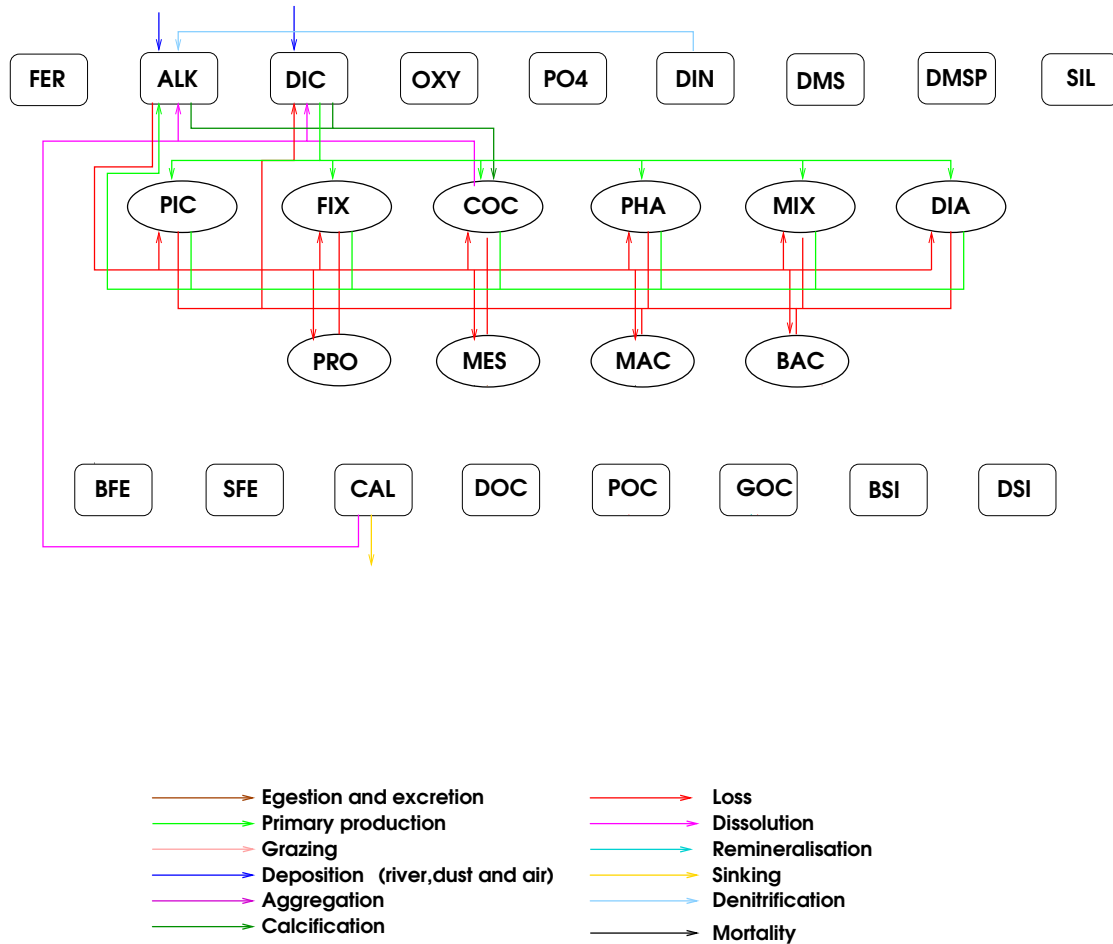 FER ALK DIC OXY PO4 DIN DMS DMSP SIL
PIC FIX COC PHA MIX DIA
PRO MES MAC BAC
BFE SFE CAL DOC POC GOC BSI DSI
Egestion and excretion
Primary production
Grazing
Deposition (river,dust and air)
Aggregation
Calcification
Loss
Dissolution
Remineralisation
Sinking
Denitrification
Mortality